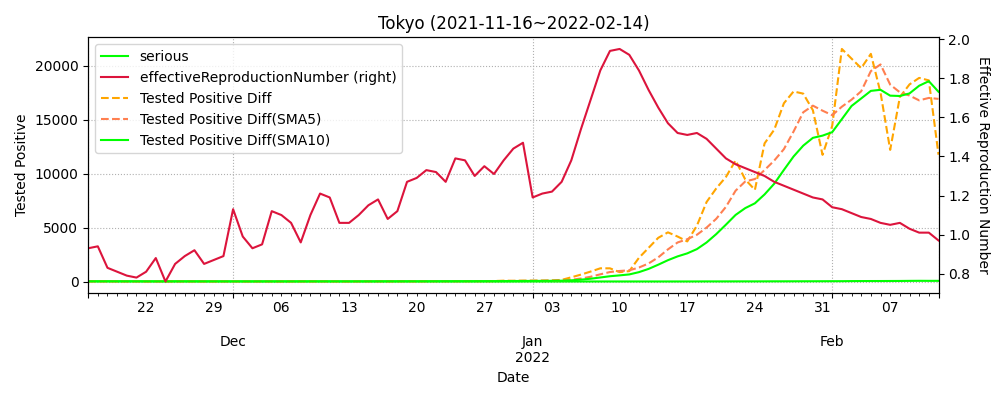 Tokyo (2021-11-16~2022-02-14)
serious
effectiveReproductionNumber (right)
Tested Positive Diff
Tested Positive Diff(SMA5)
Tested Positive Diff(SMA10)
Tested Positive
20000
15000
10000
5000
0
Effective Reproduction Number
2.0
1.8
1.6
1.4
1.2
1.0
0.8
22 29 06 13 20 27 03 10 17 24 31 07
Dec Jan Feb
2022
Date